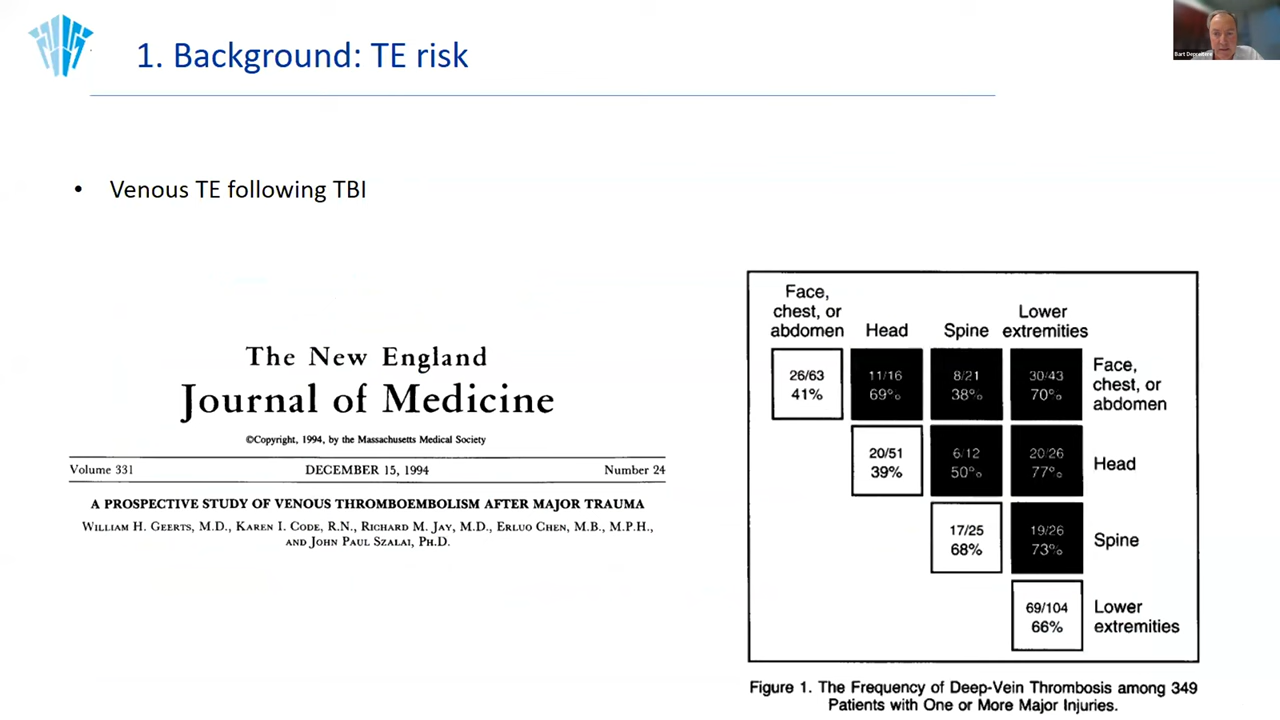 1. Background: TE risk
Bart Depreitere
• Venous TE following TBI
The New England
Journal of Medicine
©Copyright, 1994, by the Massachusetts Medical Society
Volume 331 DECEMBER 15, 1994 Number 24
A PROSPECTIVE STUDY OF VENOUS THROMBOEMBOLISM AFTER MAJOR TRAUMA
WILLIAM H. GEERTS, M.D., KAREN I. CODE, R.N., RICHARD M. JAY, M.D., ERLUO CHEN, M.B., M.P.H.,
AND JOHN PAUL SZALAI, PH.D.
Face,
chest, or
abdomen
Head
Spine
Lower
extremities
26/63
41%
11/16
69%
8/21
38%
30/43
70%
Face,
chest, or
abdomen
20/51
39%
6/12
50%
20/26
77%
Head
17/25
68%
19/26
73%
Spine
69/104
66%
Lower
extremities
Figure 1. The Frequency of Deep-Vein Thrombosis among 349
Patients with One or More Major Injuries.